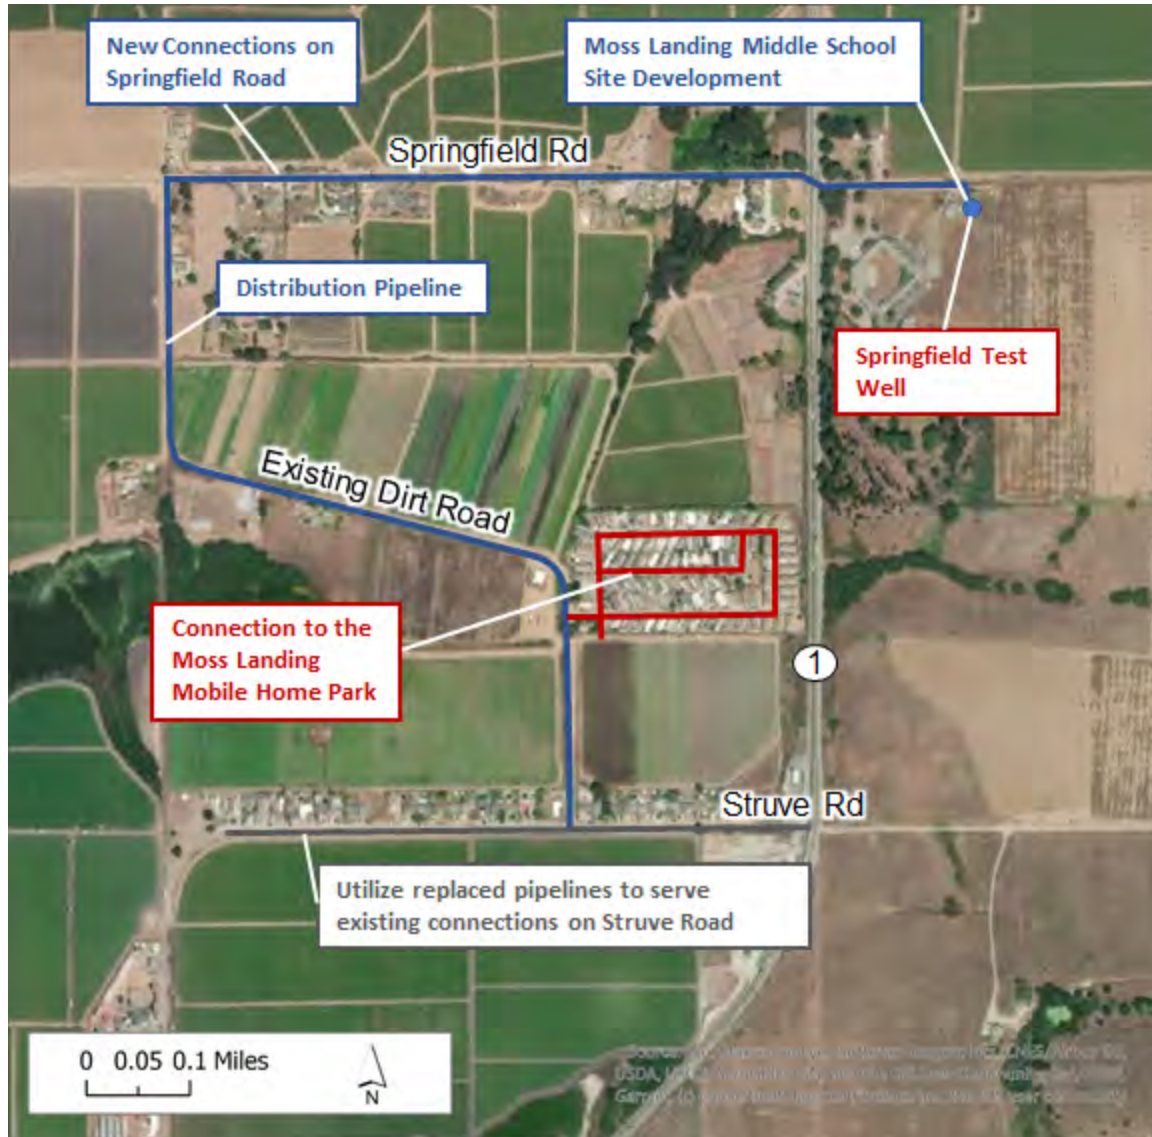 New Connections on
Springfield Road
Moss Landing Middle School
Site Development
Springfield Rd
Distribution Pipeline
Springfield Test
Well
Existing Dirt Road
Connection to the
Moss Landing
Mobile Home Park
1
Struve Rd
Utilize replaced pipelines to serve
existing connections on Struve Road
0 0.05 0.1 Miles
N
USDA,